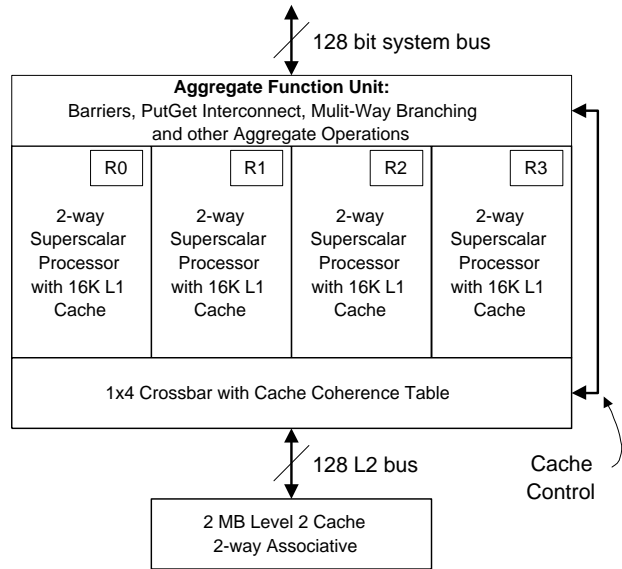 128 bit system bus
Aggregate Function Unit:
Barriers, PutGet Interconnect, Mulit-Way Branching
and other Aggregate Operations
R0
2-way
Superscalar
Processor
with 16K L1
Cache
R1
2-way
Superscalar
Processor
with 16K L1
Cache
R2
2-way
Superscalar
Processor
with 16K L1
Cache
R3
2-way
Superscalar
Processor
with 16K L1
Cache
1x4 Crossbar with Cache Coherence Table
128 L2 bus
Cache
Control
2 MB Level 2 Cache
2-way Associative